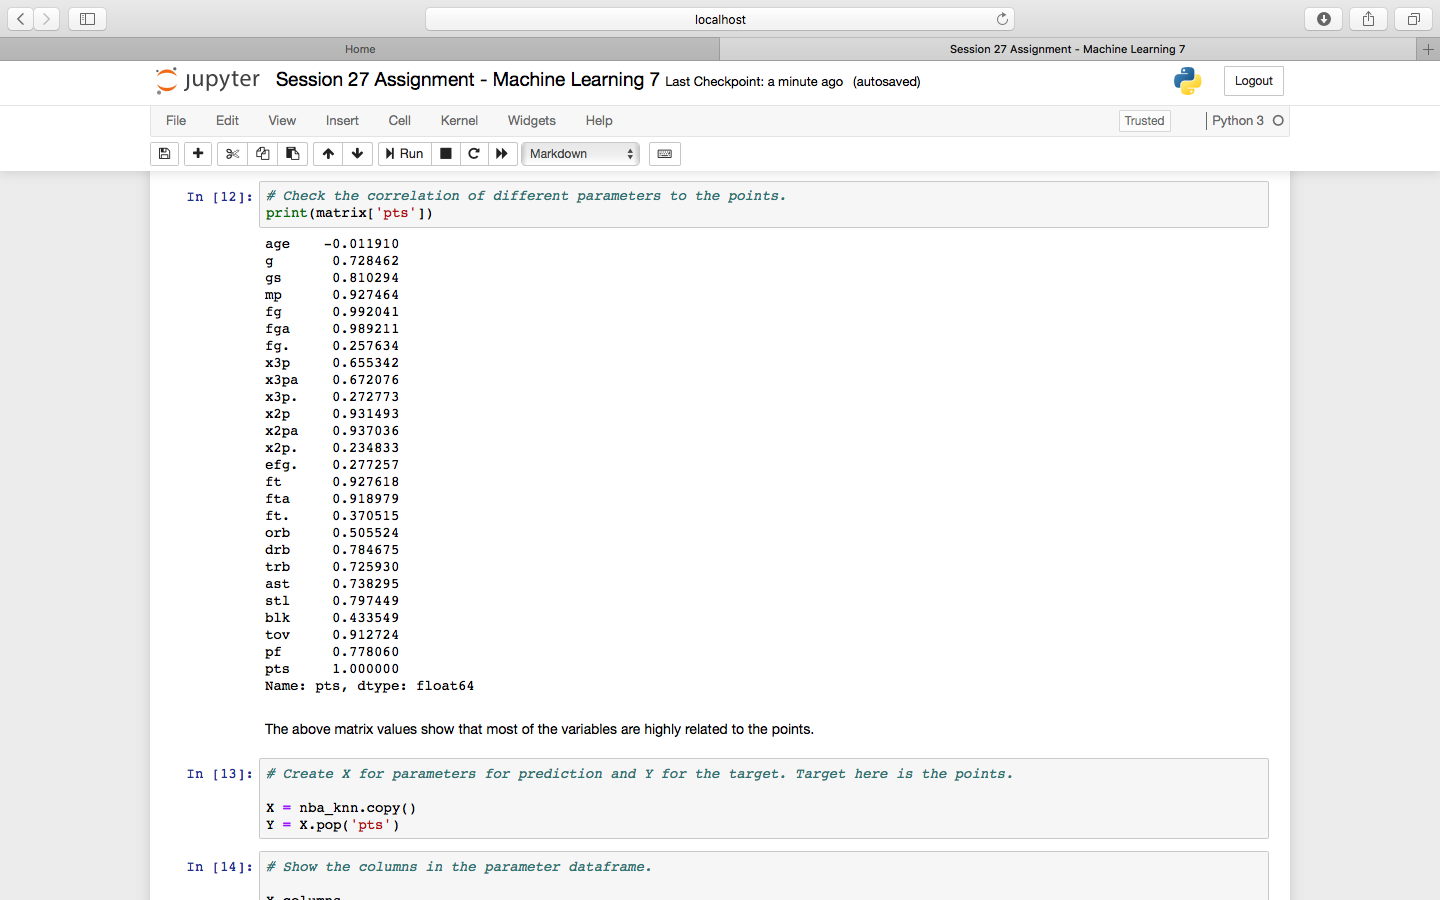 localhost
Home
Session 27 Assignment - Machine Learning 7
jupyter Session 27 Assignment - Machine Learning 7 Last Checkpoint: a minute ago (autosaved)
Logout
File Edit View Insert Cell Kernel Widgets Help
Trusted
Python 3
Run
Markdown
In [12]: # Check the correlation of different parameters to the points.
print(matrix['pts'])
age -0.011910
g 0.728462
gs 0.810294
mp 0.927464
fg 0.992041
fga 0.989211
fg. 0.257634
x3p 0.655342
x3pa 0.672076
x3p. 0.272773
x2p 0.931493
x2pa 0.937036
x2p. 0.234833
efg. 0.277257
ft 0.927618
fta 0.918979
ft. 0.370515
orb 0.505524
drb 0.784675
trb 0.725930
ast 0.738295
stl 0.797449
blk 0.433549
tov 0.912724
pf 0.778060
pts 1.000000
Name: pts, dtype: float64
The above matrix values show that most of the variables are highly related to the points.
In [13]: # Create X for parameters for prediction and Y for the target. Target here is the points.
X = nba_knn.copy()
Y = X.pop('pts')
In [14]: # Show the columns in the parameter dataframe.
X.columns